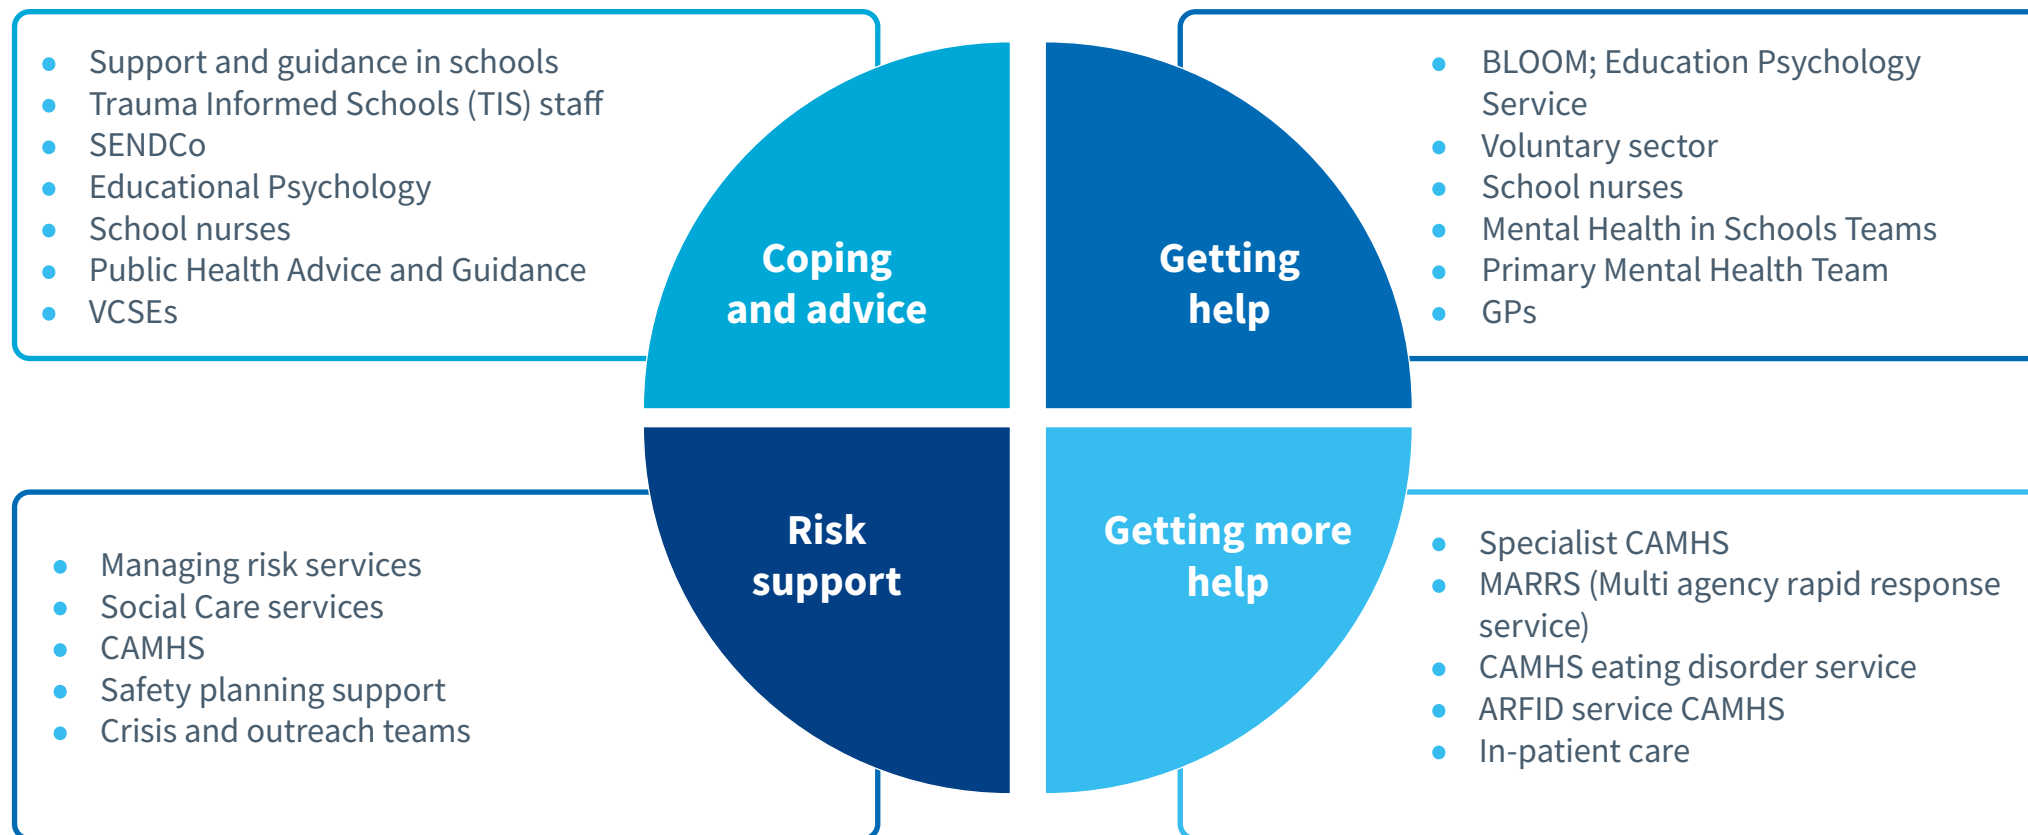 ● Support and guidance in schools
● Trauma Informed Schools (TIS) staff
● SENDCo
● Educational Psychology
● School nurses
● Public Health Advice and Guidance
● VCSEs
Coping
and advice
Getting
help
● BLOOM; Education Psychology
Service
● Voluntary sector
● School nurses
● Mental Health in Schools Teams
● Primary Mental Health Team
● GPs
● Managing risk services
● Social Care services
● CAMHS
● Safety planning support
● Crisis and outreach teams
Risk
support
Getting more
help
● Specialist CAMHS
● MARRS (Multi agency rapid response
service)
● CAMHS eating disorder service
● ARFID service CAMHS
● In-patient care